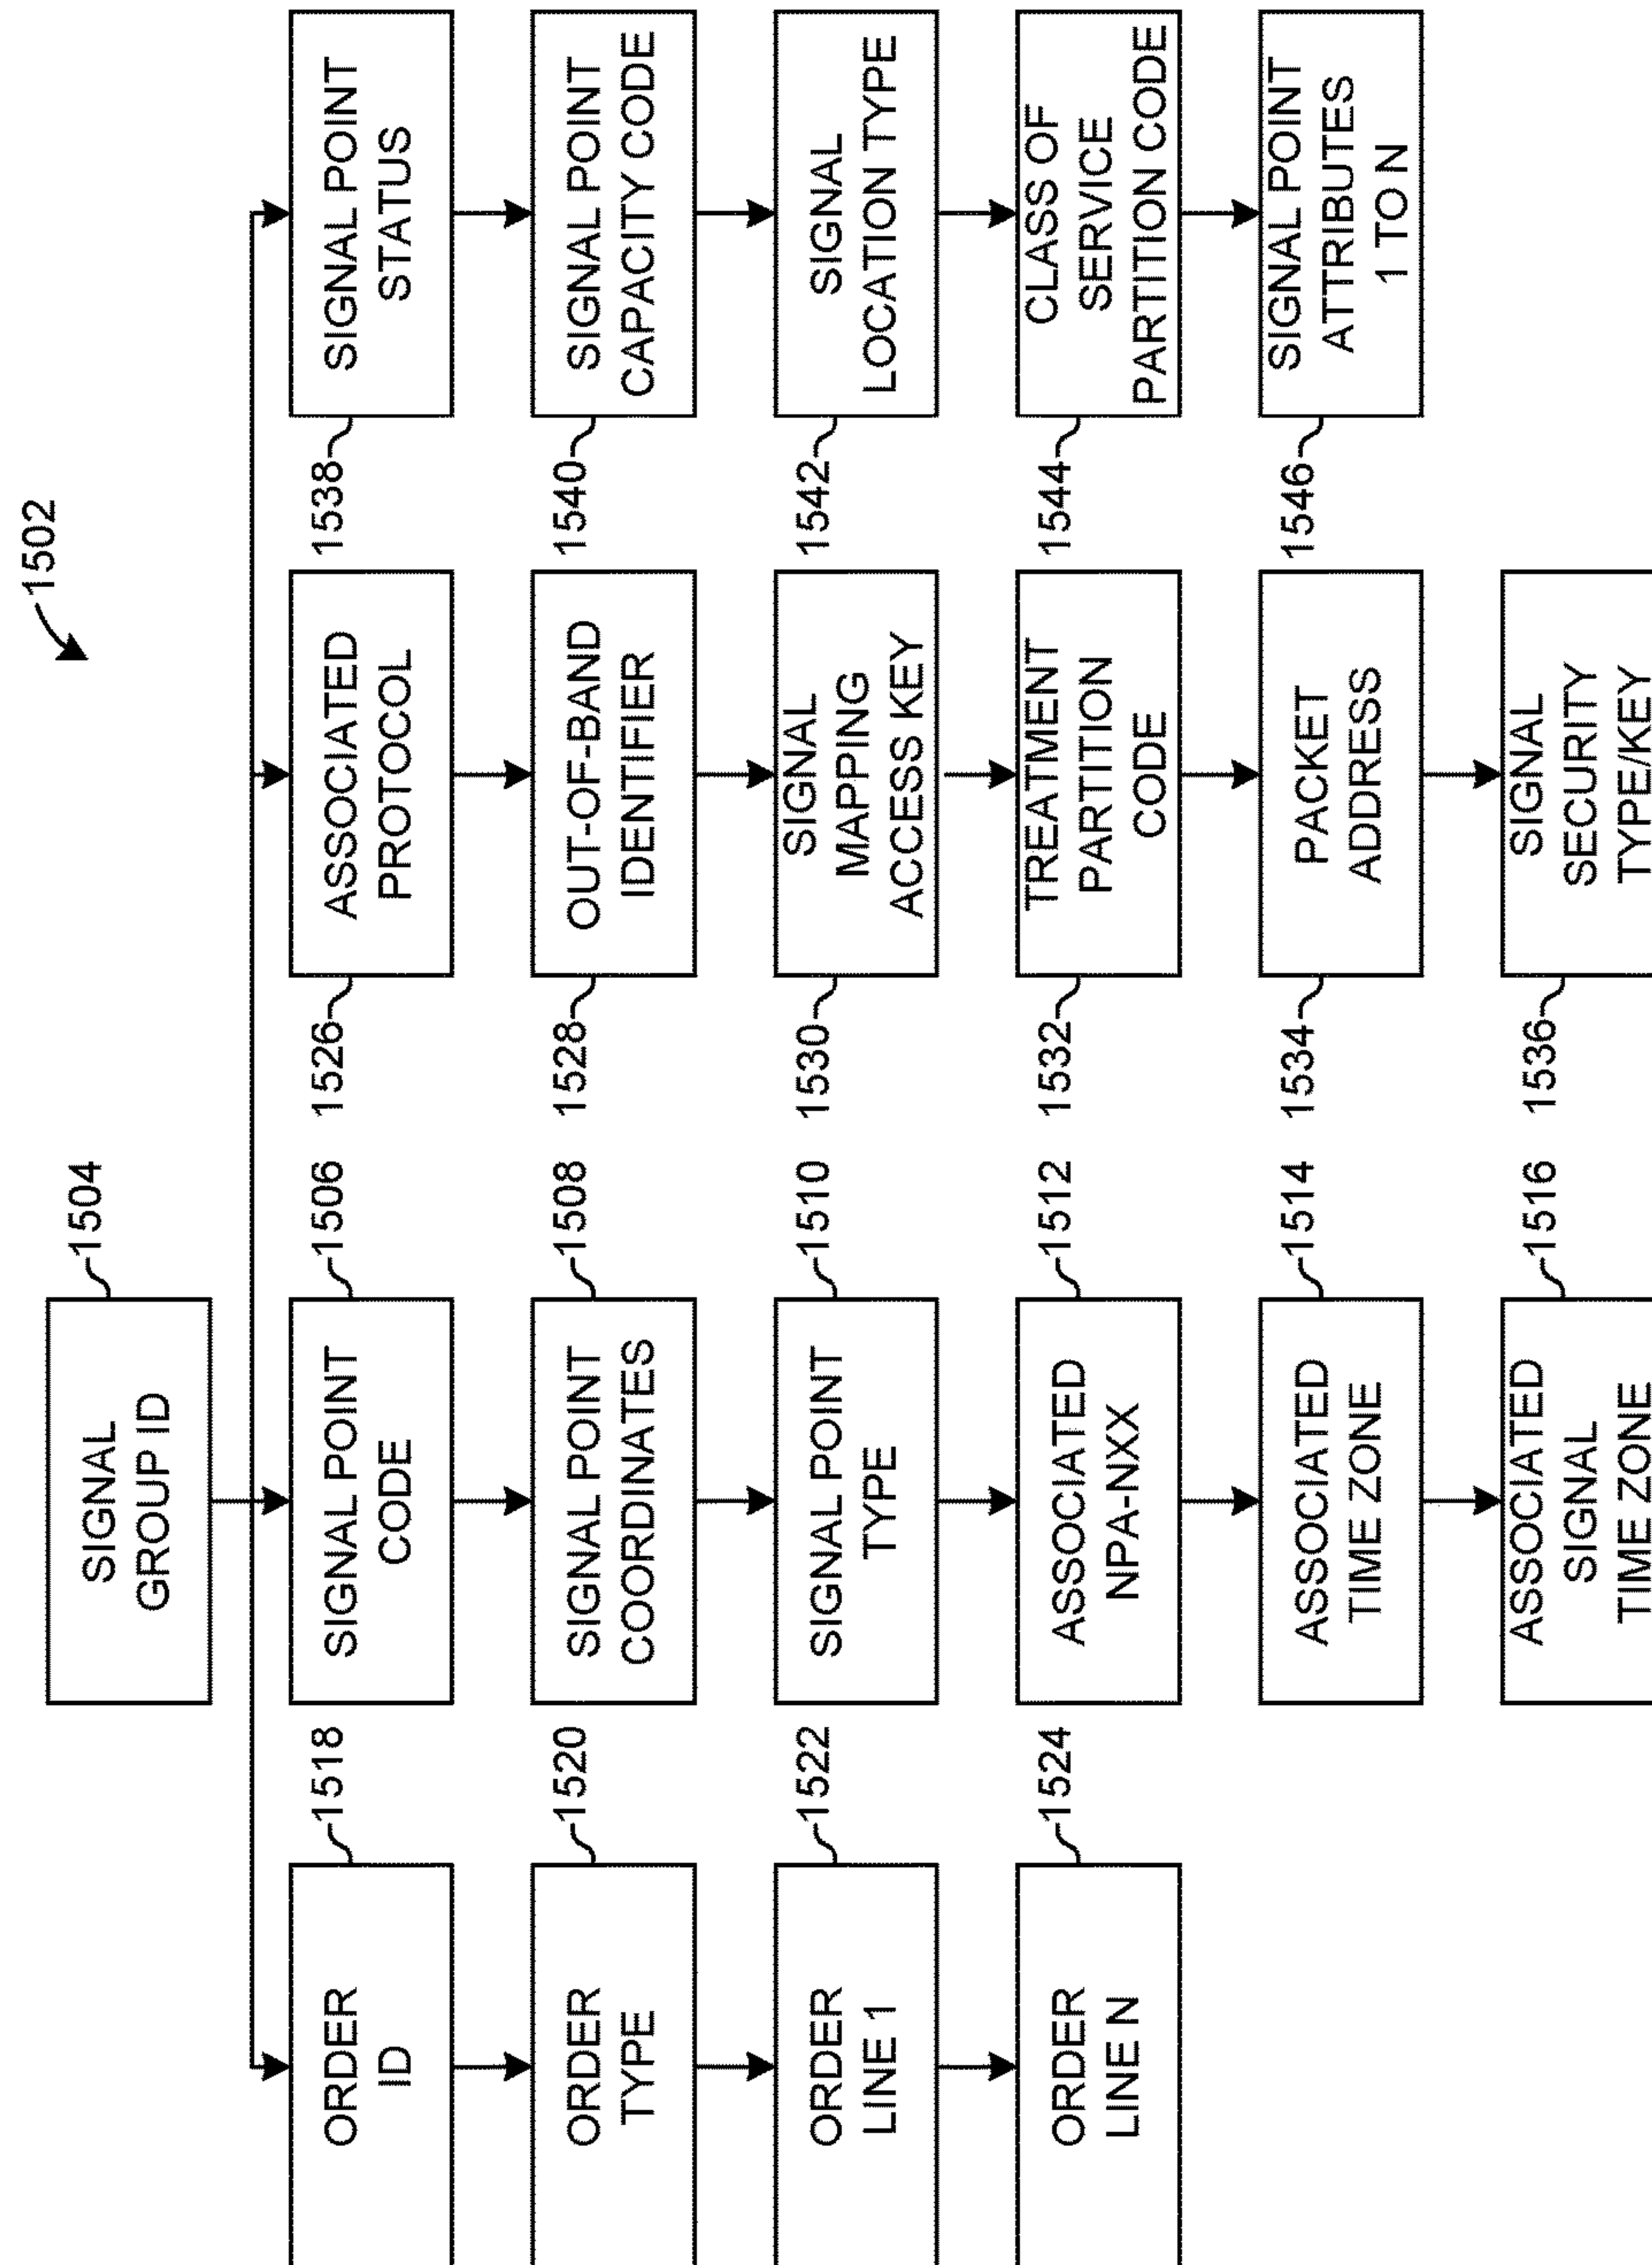 1502
SIGNAL
GROUP ID
1504
ORDER
ID
1518
ORDER
TYPE
1520
ORDER
LINE 1
1522
ORDER
LINE N
1524
SIGNAL POINT
CODE
1506
SIGNAL POINT
COORDINATES
1508
SIGNAL POINT
TYPE
1510
ASSOCIATED
NPA-NXX
1512
ASSOCIATED
TIME ZONE
1514
ASSOCIATED
SIGNAL
TIME ZONE
1516
1526
ASSOCIATED
PROTOCOL
1528
OUT-OF-BAND
IDENTIFIER
1530
SIGNAL
MAPPING
ACCESS KEY
1532
TREATMENT
PARTITION
CODE
1534
PACKET
ADDRESS
1536
SIGNAL
SECURITY
TYPE/KEY
1538
SIGNAL POINT
STATUS
1540
SIGNAL POINT
CAPACITY CODE
1542
SIGNAL
LOCATION TYPE
1544
CLASS OF
SERVICE
PARTITION CODE
1546
SIGNAL POINT
ATTRIBUTES
1 TO N